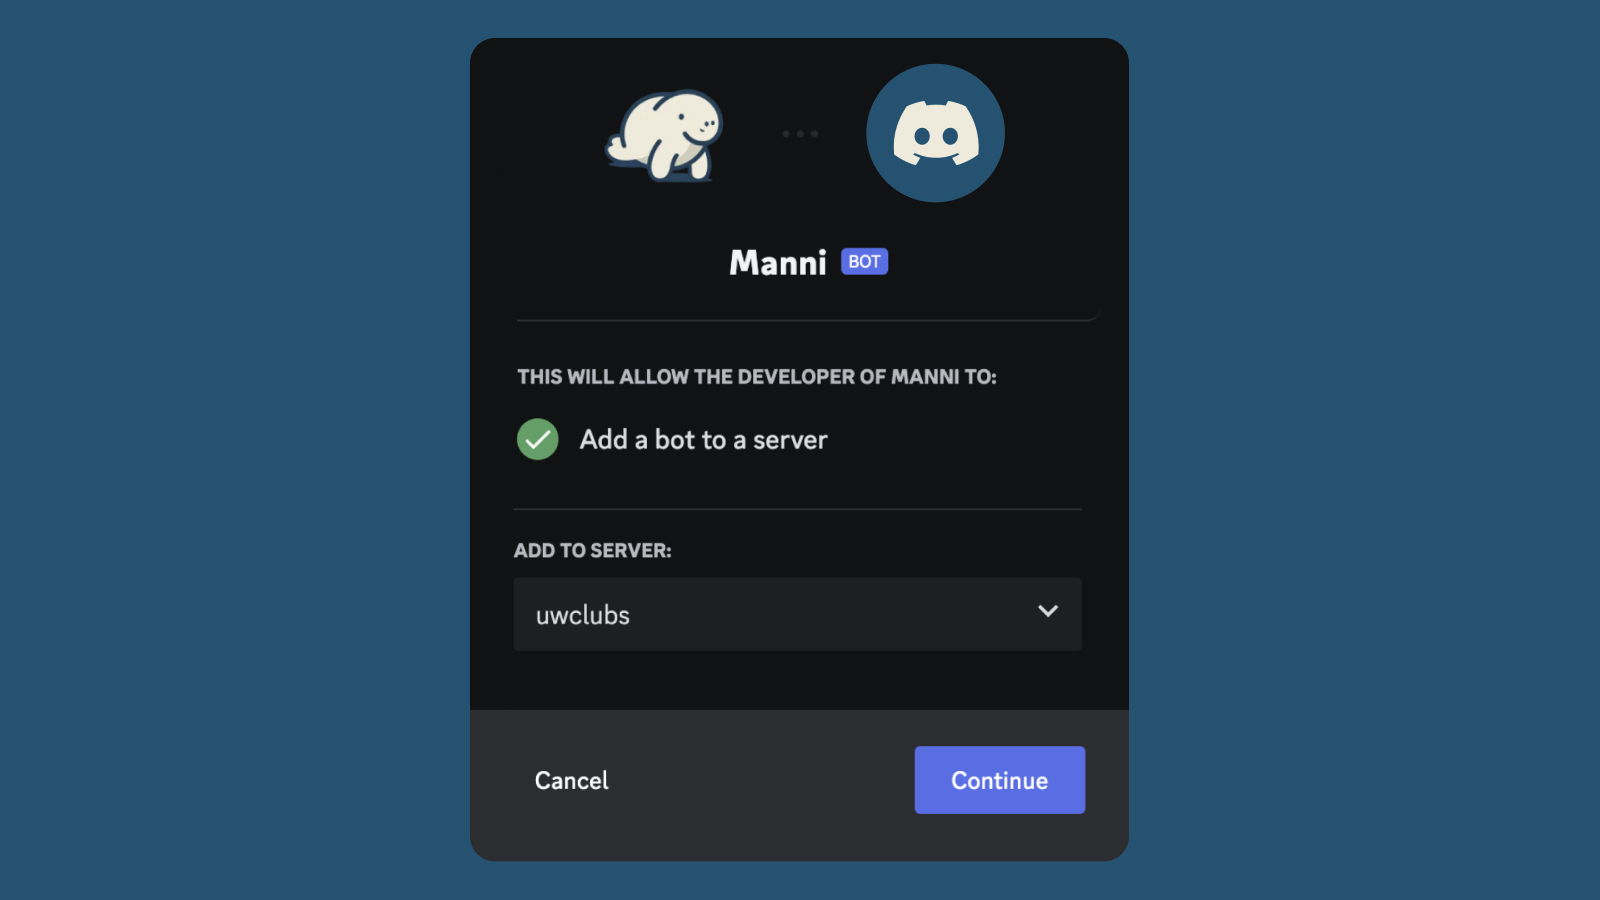 Manni BOT
THIS WILL ALLOW THE DEVELOPER OF MANNI TO:
Add a bot to a server
ADD TO SERVER:
uwclubs
Cancel
Continue